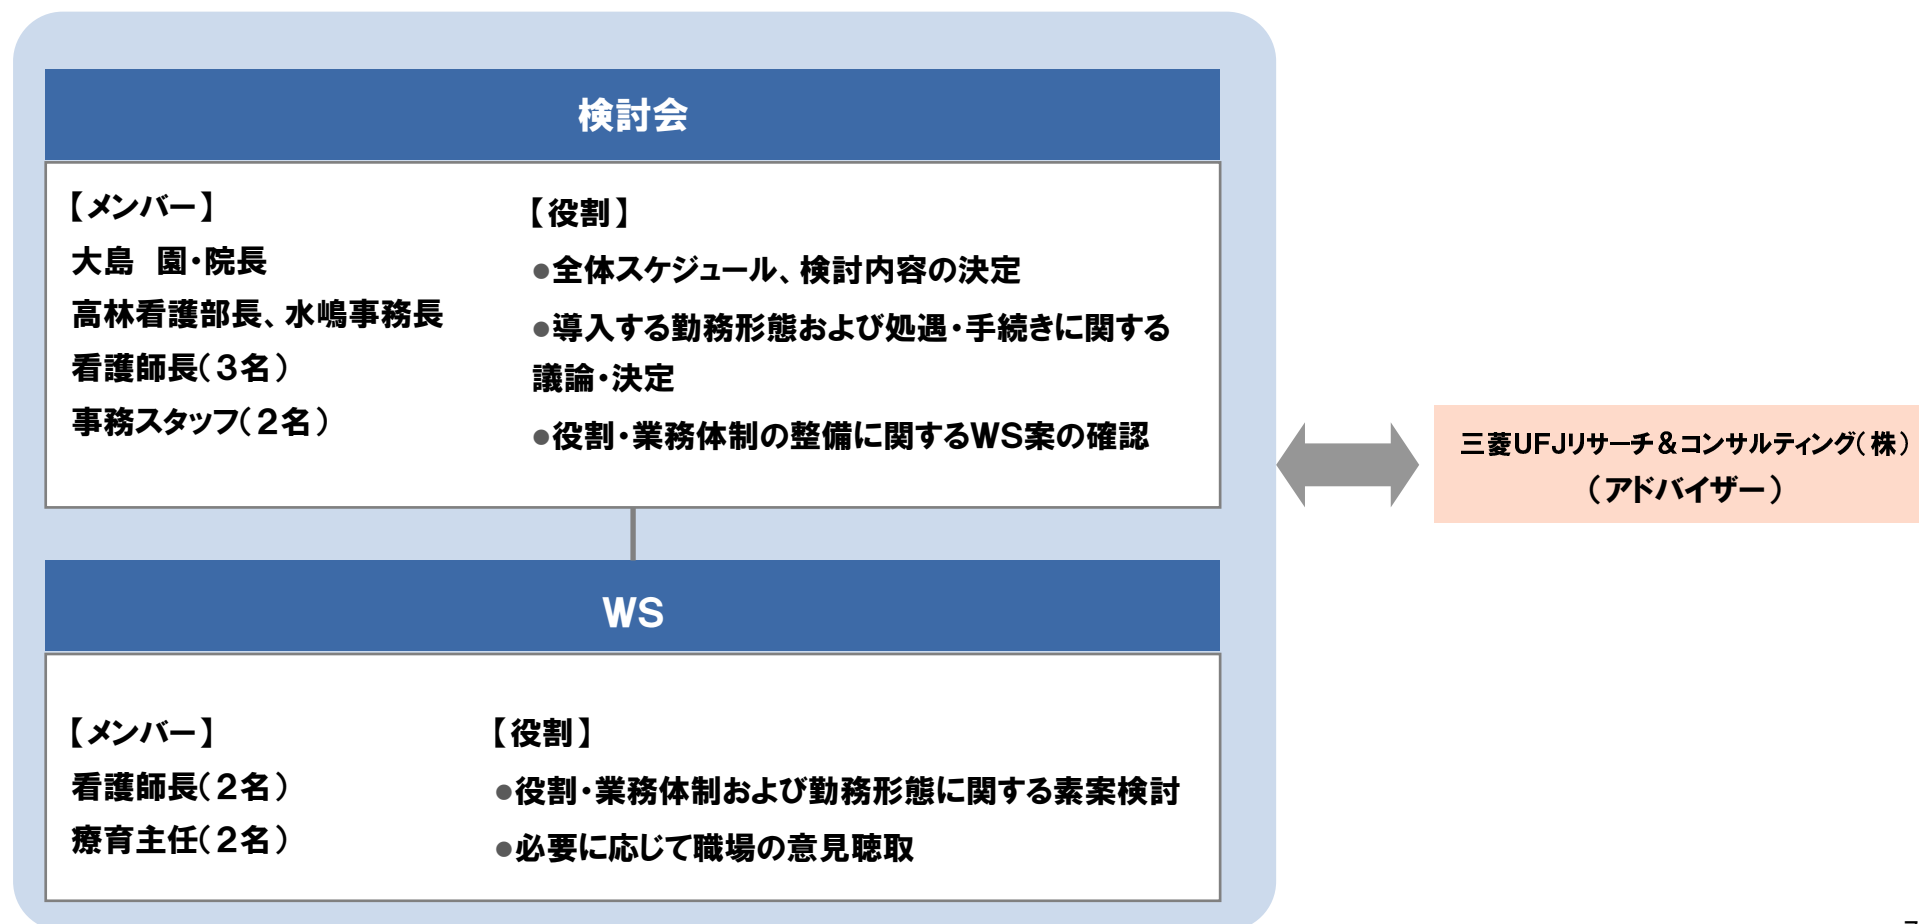 検討会
【メンバー】
大島　園・院長
高林看護部長、水嶋事務長
看護師長（３名）
事務スタッフ（２名）
【役割】
●全体スケジュール、検討内容の決定
●導入する勤務形態および処遇・手続きに関する
議論・決定
●役割・業務体制の整備に関するWS案の確認
WS
【メンバー】
看護師長（２名）
療育主任（２名）
【役割】
●役割・業務体制および勤務形態に関する素案検討
●必要に応じて職場の意見聴取
三菱UFJリサーチ＆コンサルティング（株）
（アドバイザー）